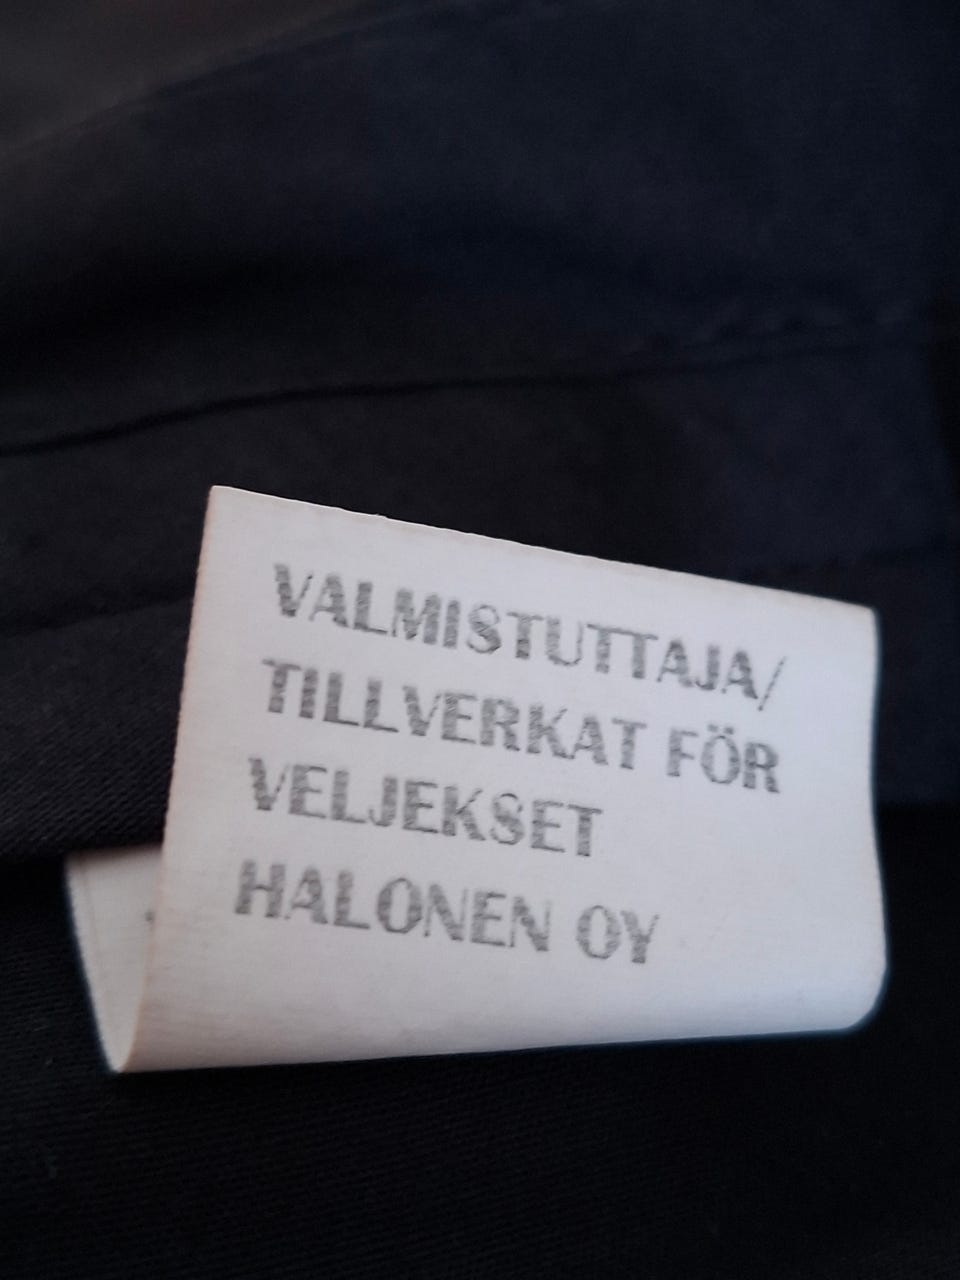 VALMISTUTTAJA/
TILLVERKAT FÖR
VELJEKSET
HALONEN OY